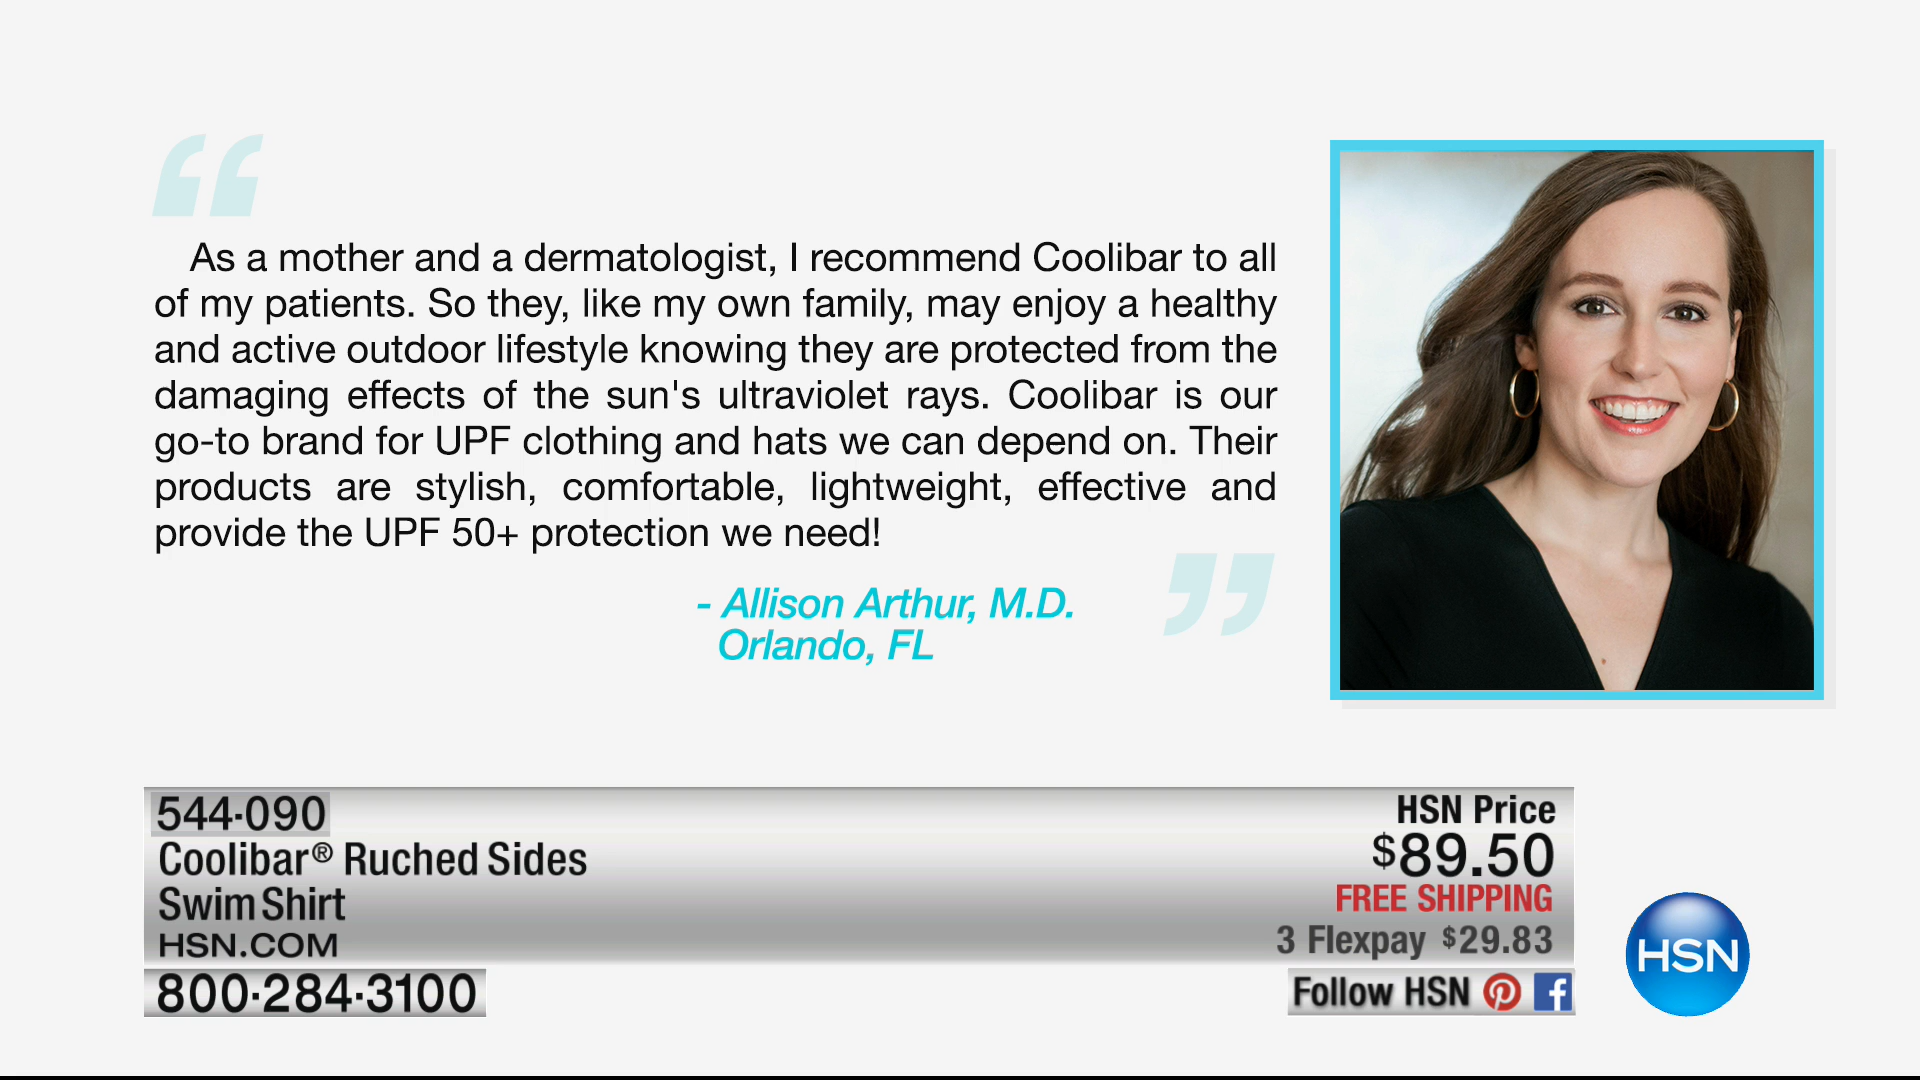 As a mother and a dermatologist, I recommend Coolibar to all
of my patients. So they, like my own family, may enjoy a healthy
and active outdoor lifestyle knowing they are protected from the
damaging effects of the sun's ultraviolet rays. Coolibar is our
go-to brand for UPF clothing and hats we can depend on. Their
products are stylish, comfortable, lightweight, effective and
provide the UPF 50+ protection we need!
- Allison Arthur, M.D.
Orlando, FL
544·090
Coolibar® Ruched Sides
Swim Shirt
HSN.COM
800·284·3100
HSN Price
$89.50
FREE SHIPPING
3 Flexpay $29.83
Follow HSN
HSN